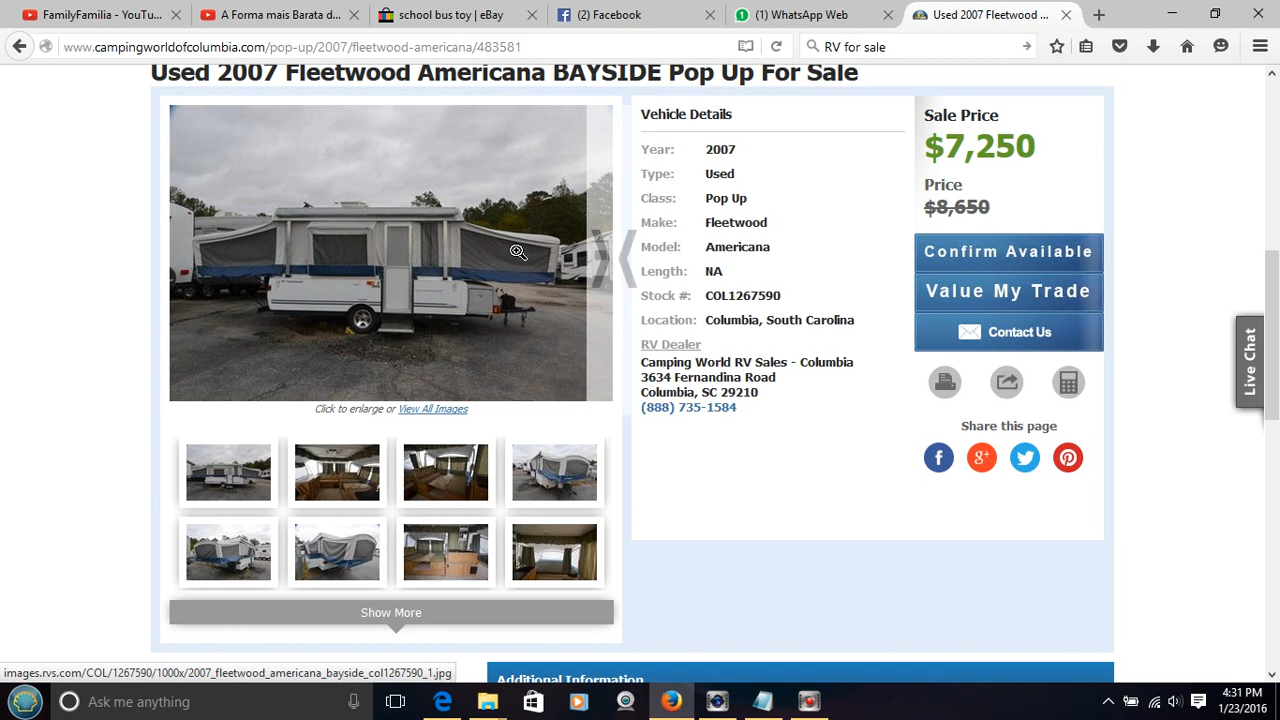 FamilyFamilia - YouTu...
A Forma mais Barata d...
school bus toy | eBay
(2) Facebook
(1) WhatsApp Web
Used 2007 Fleetwood ...
www.campingworldofcolumbia.com/pop-up/2007/fleetwood-americana/483581
RV for sale
Used 2007 Fleetwood Americana BAYSIDE Pop Up For Sale
Vehicle Details
Year: 2007
Type: Used
Class: Pop Up
Make: Fleetwood
Model: Americana
Length: NA
Stock #: COL1267590
Location: Columbia, South Carolina
RV Dealer
Camping World RV Sales - Columbia
3634 Fernandina Road
Columbia, SC 29210
(888) 735-1584
Sale Price
$7,250
Price
$8,650
Confirm Available
Value My Trade
Contact Us
Share this page
Live Chat
Click to enlarge or View All Images
Show More
images.rvs.com/COL/1267590/1000x/2007_fleetwood_americana_bayside_col1267590_1.jpg
Additional Information
Ask me anything
4:31 PM
1/23/2016